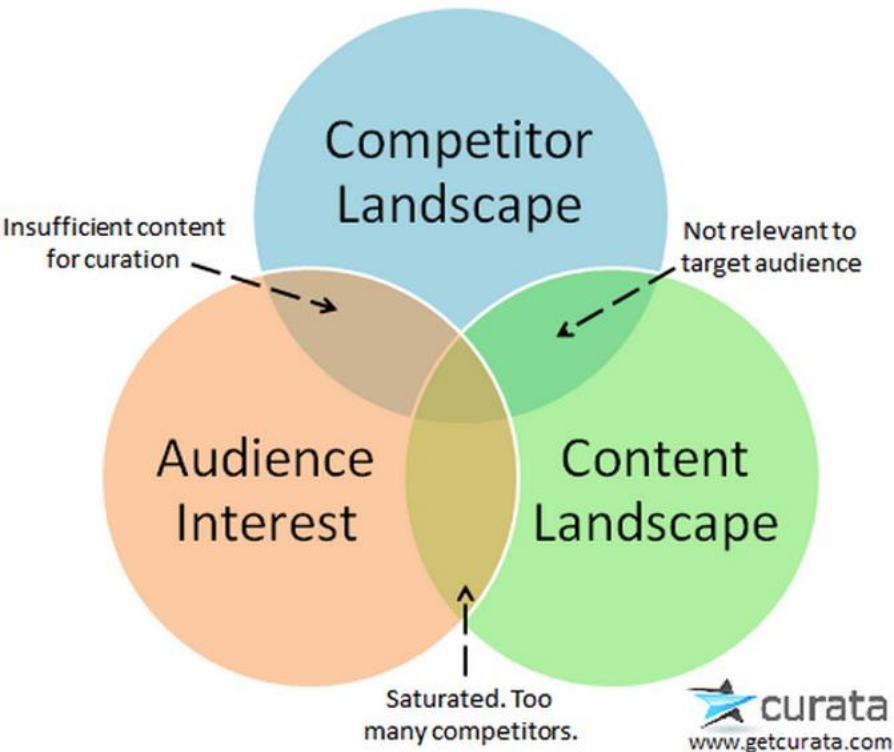 Competitor
Landscape
Insufficient content
for curation
Not relevant to
target audience
Audience
Interest
Content
Landscape
Saturated. Too
many competitors.
curata
www.getcurata.com